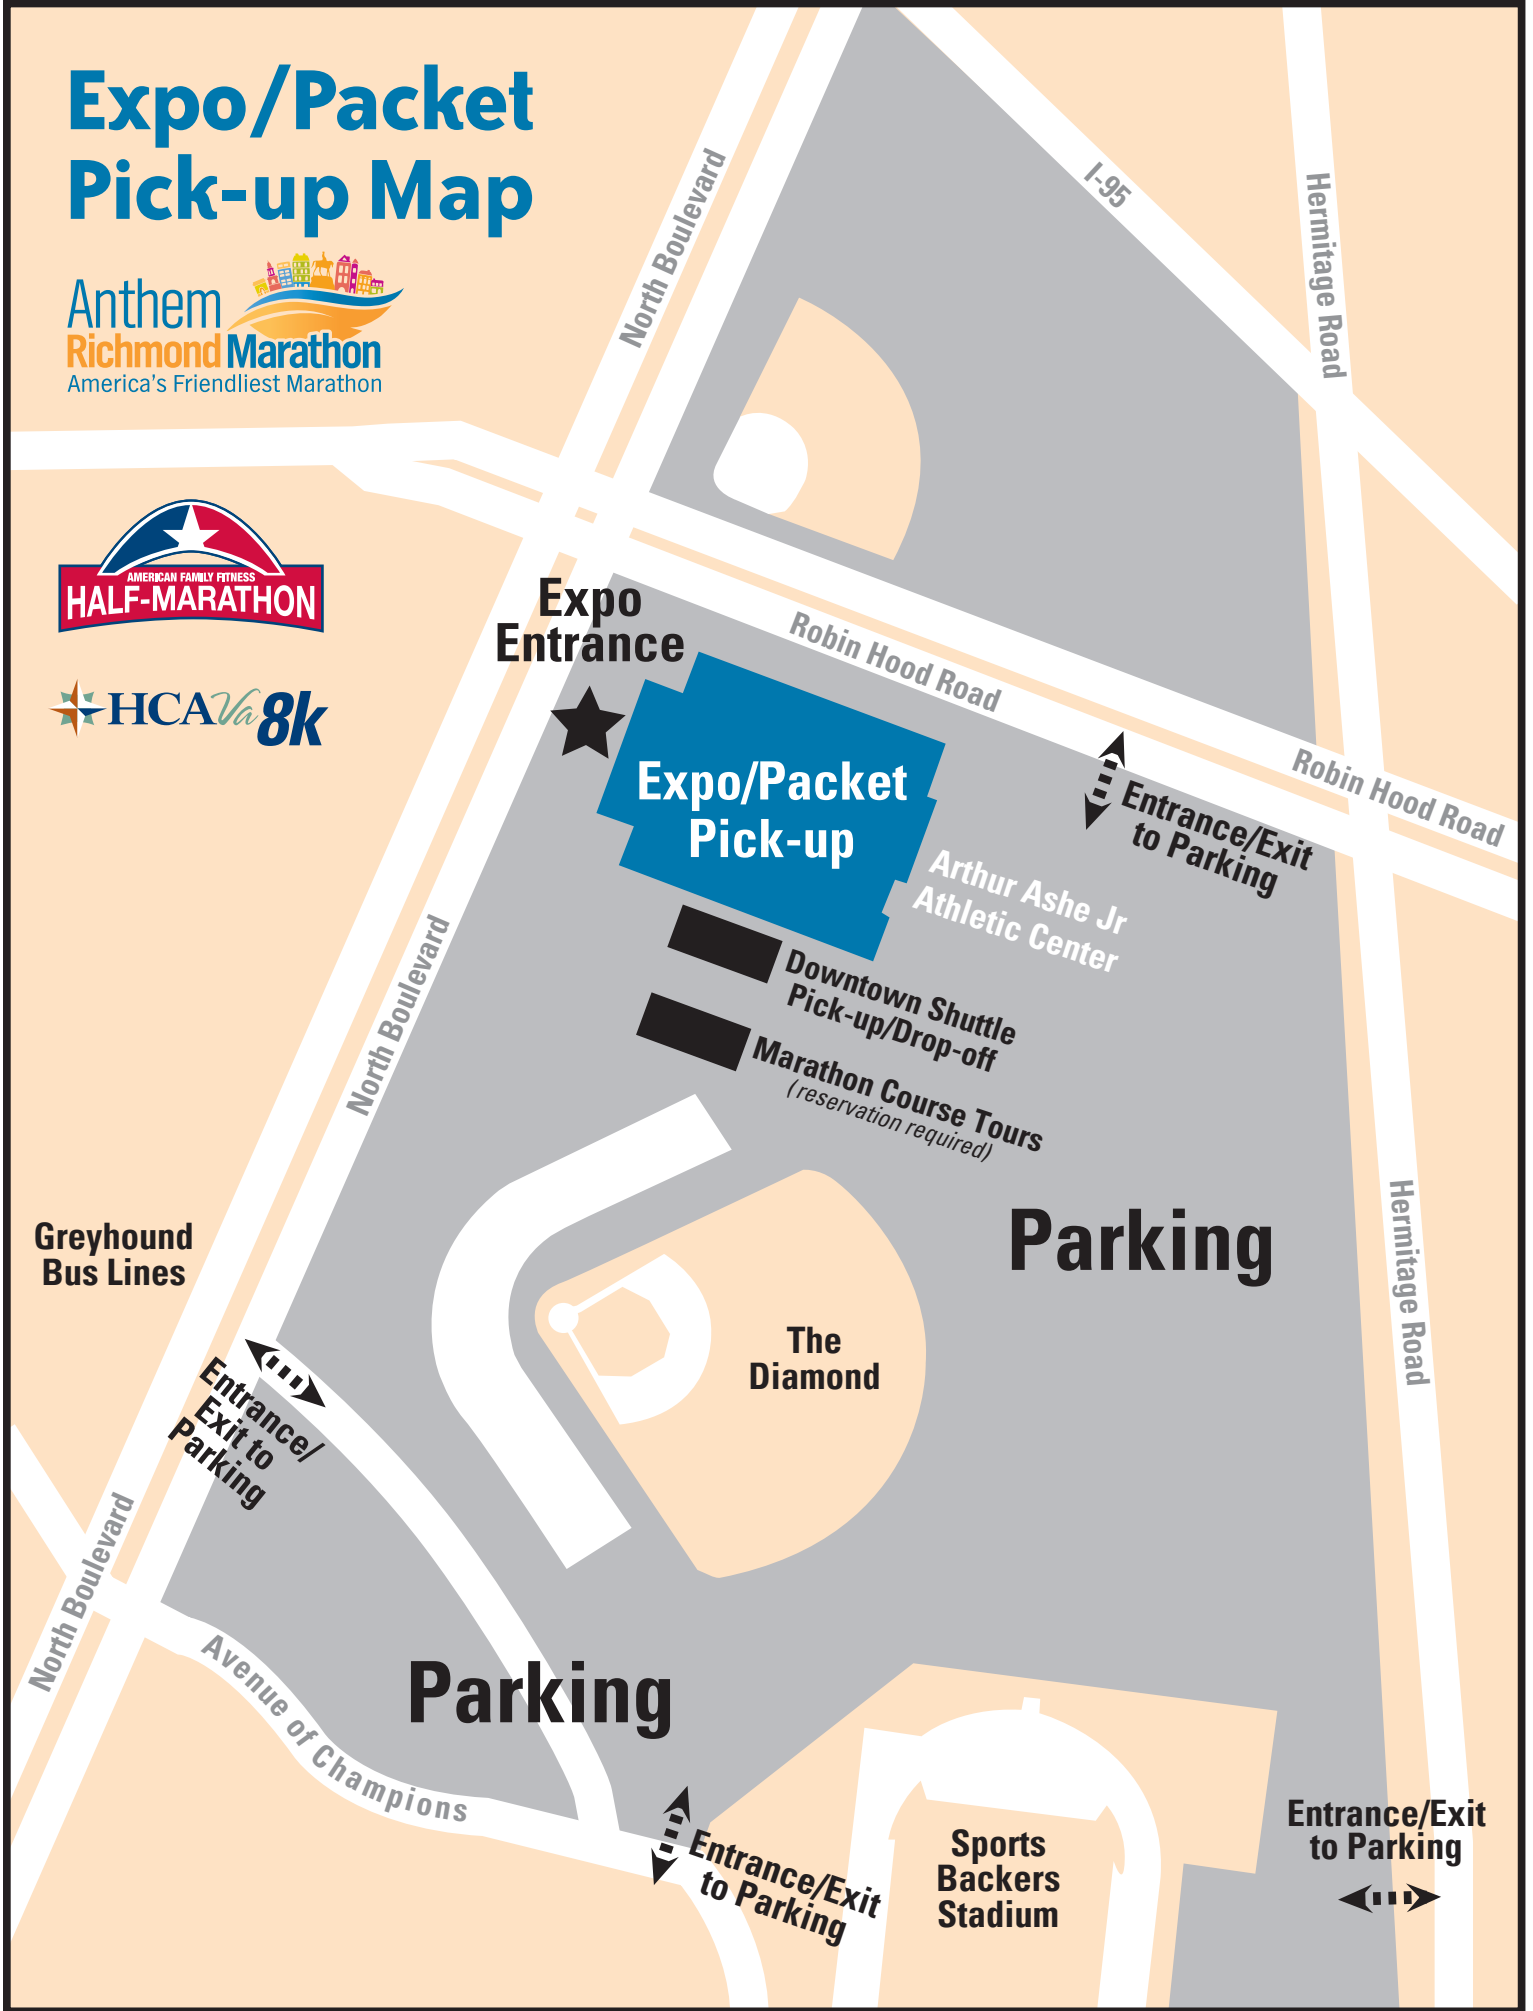 Expo/Packet
Pick-up Map
Anthem
Richmond Marathon
America's Friendliest Marathon
AMERICAN FAMILY FITNESS
HALF-MARATHON
HCAVa 8k
North Boulevard
I-95
Hermitage Road
Expo
Entrance
Robin Hood Road
Robin Hood Road
Expo/Packet
Pick-up
Entrance/Exit
to Parking
Arthur Ashe Jr
Athletic Center
North Boulevard
Downtown Shuttle
Pick-up/Drop-off
Marathon Course Tours
(reservation required)
Greyhound
Bus Lines
Parking
Hermitage Road
The
Diamond
Entrance/
Exit to
Parking
North Boulevard
Avenue of Champions
Parking
Entrance/Exit
to Parking
Sports
Backers
Stadium
Entrance/Exit
to Parking